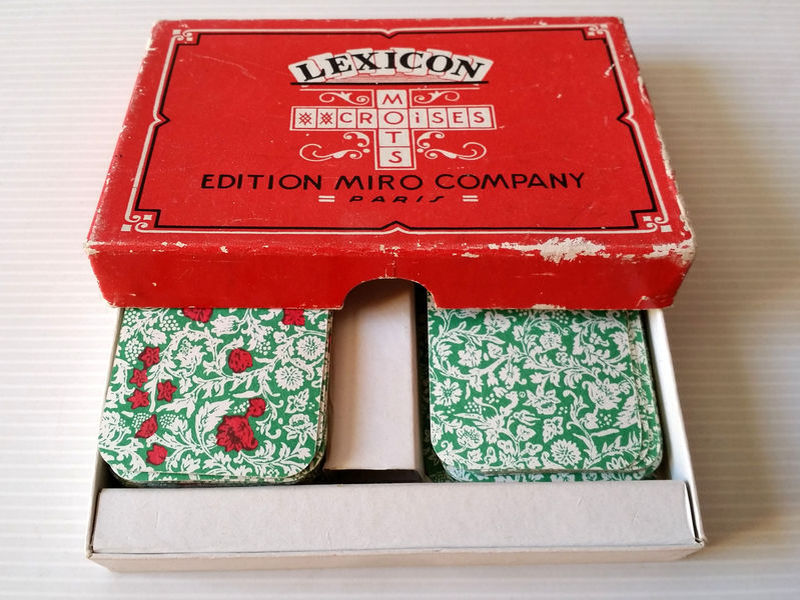 LEXICON
MOTS
CROiSES
EDITION MIRO COMPANY
= PARIS =